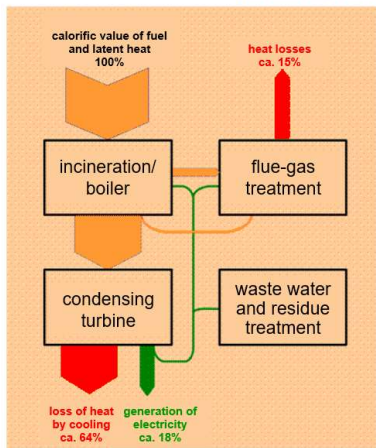 calorific value of fuel
and latent heat
100%
heat losses
ca. 15%
incineration/
boiler
flue-gas
treatment
condensing
turbine
waste water
and residue
treatment
loss of heat
by cooling
ca. 64%
generation of
electricity
ca. 18%